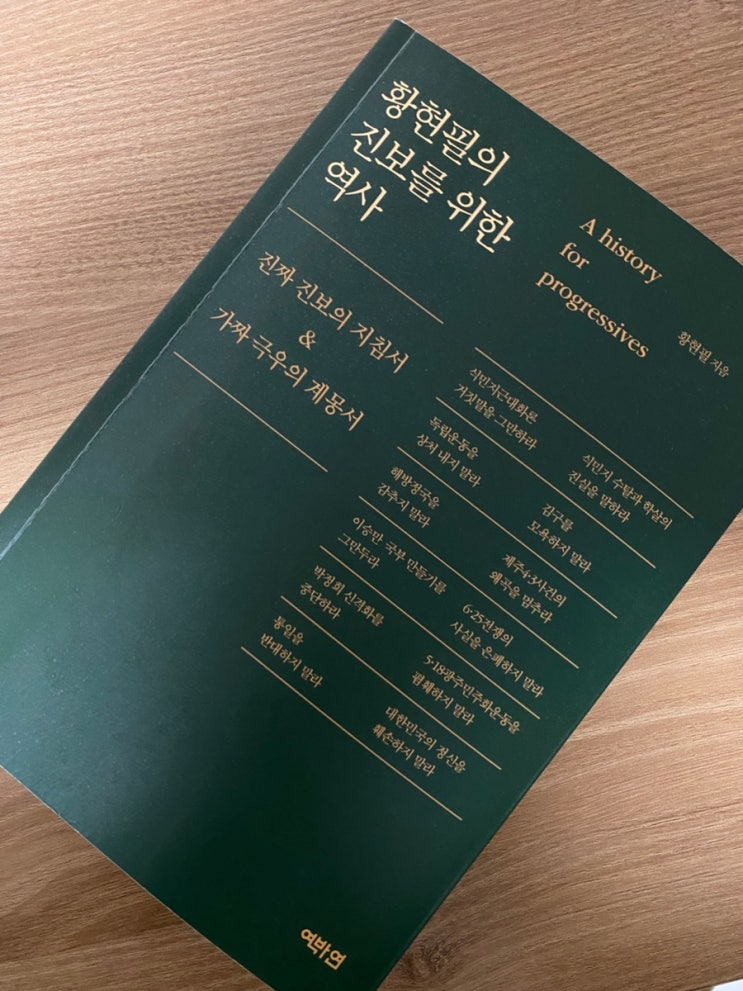 황현필의
진보를 위한
역사
A history
for
progressives
황현필 지음
진짜 진보의 지침서
&
가짜 극우의 계몽서
식민지근대화론
거짓말을 그만하라
식민지 수탈과 학살의
진실을 말하라
독립운동을
상처 내지 말라
김구를
모욕하지 말라
해방정국을
감추지 말라
제주4·3사건의
왜곡을 멈추라
이승만 국부 만들기를
그만두라
6·25전쟁의
사실을 은폐하지 말라
박정희 신격화를
중단하라
5·18광주민주화운동을
폄훼하지 말라
통일을
반대하지 말라
대한민국의 정신을
훼손하지 말라
역바연